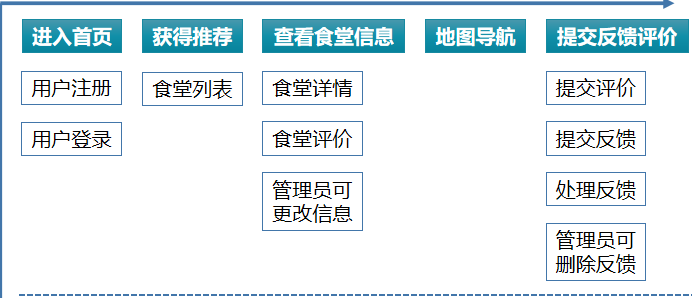 进入首页
获得推荐
查看食堂信息
地图导航
提交反馈评价
用户注册
食堂列表
食堂详情
提交评价
用户登录
食堂评价
提交反馈
管理员可
更改信息
处理反馈
管理员可
删除反馈